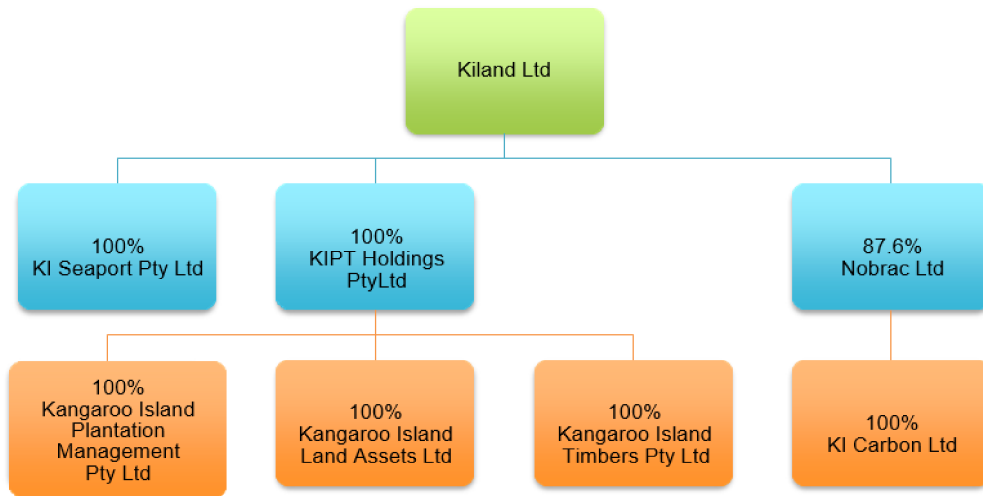 Kiland Ltd
100%
KI Seaport Pty Ltd
100%
KIPT Holdings
PtyLtd
87.6%
Nobrac Ltd
100%
Kangaroo Island
Plantation
Management
Pty Ltd
100%
Kangaroo Island
Land Assets Ltd
100%
Kangaroo Island
Timbers Pty Ltd
100%
KI Carbon Ltd